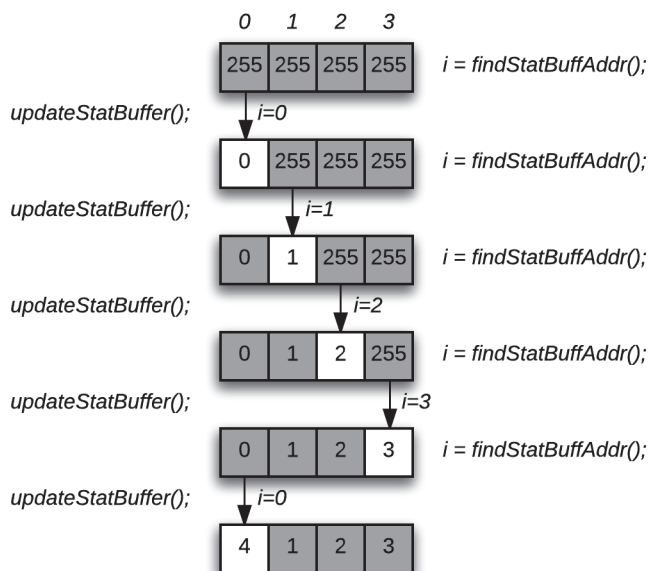 0 1 2 3
255 255 255 255 i = findStatBuffAddr();
updateStatBuffer(); i=0
0 255 255 255 i = findStatBuffAddr();
updateStatBuffer(); i=1
0 1 255 255 i = findStatBuffAddr();
updateStatBuffer(); i=2
0 1 2 255 i = findStatBuffAddr();
updateStatBuffer(); i=3
0 1 2 3 i = findStatBuffAddr();
updateStatBuffer(); i=0
4 1 2 3